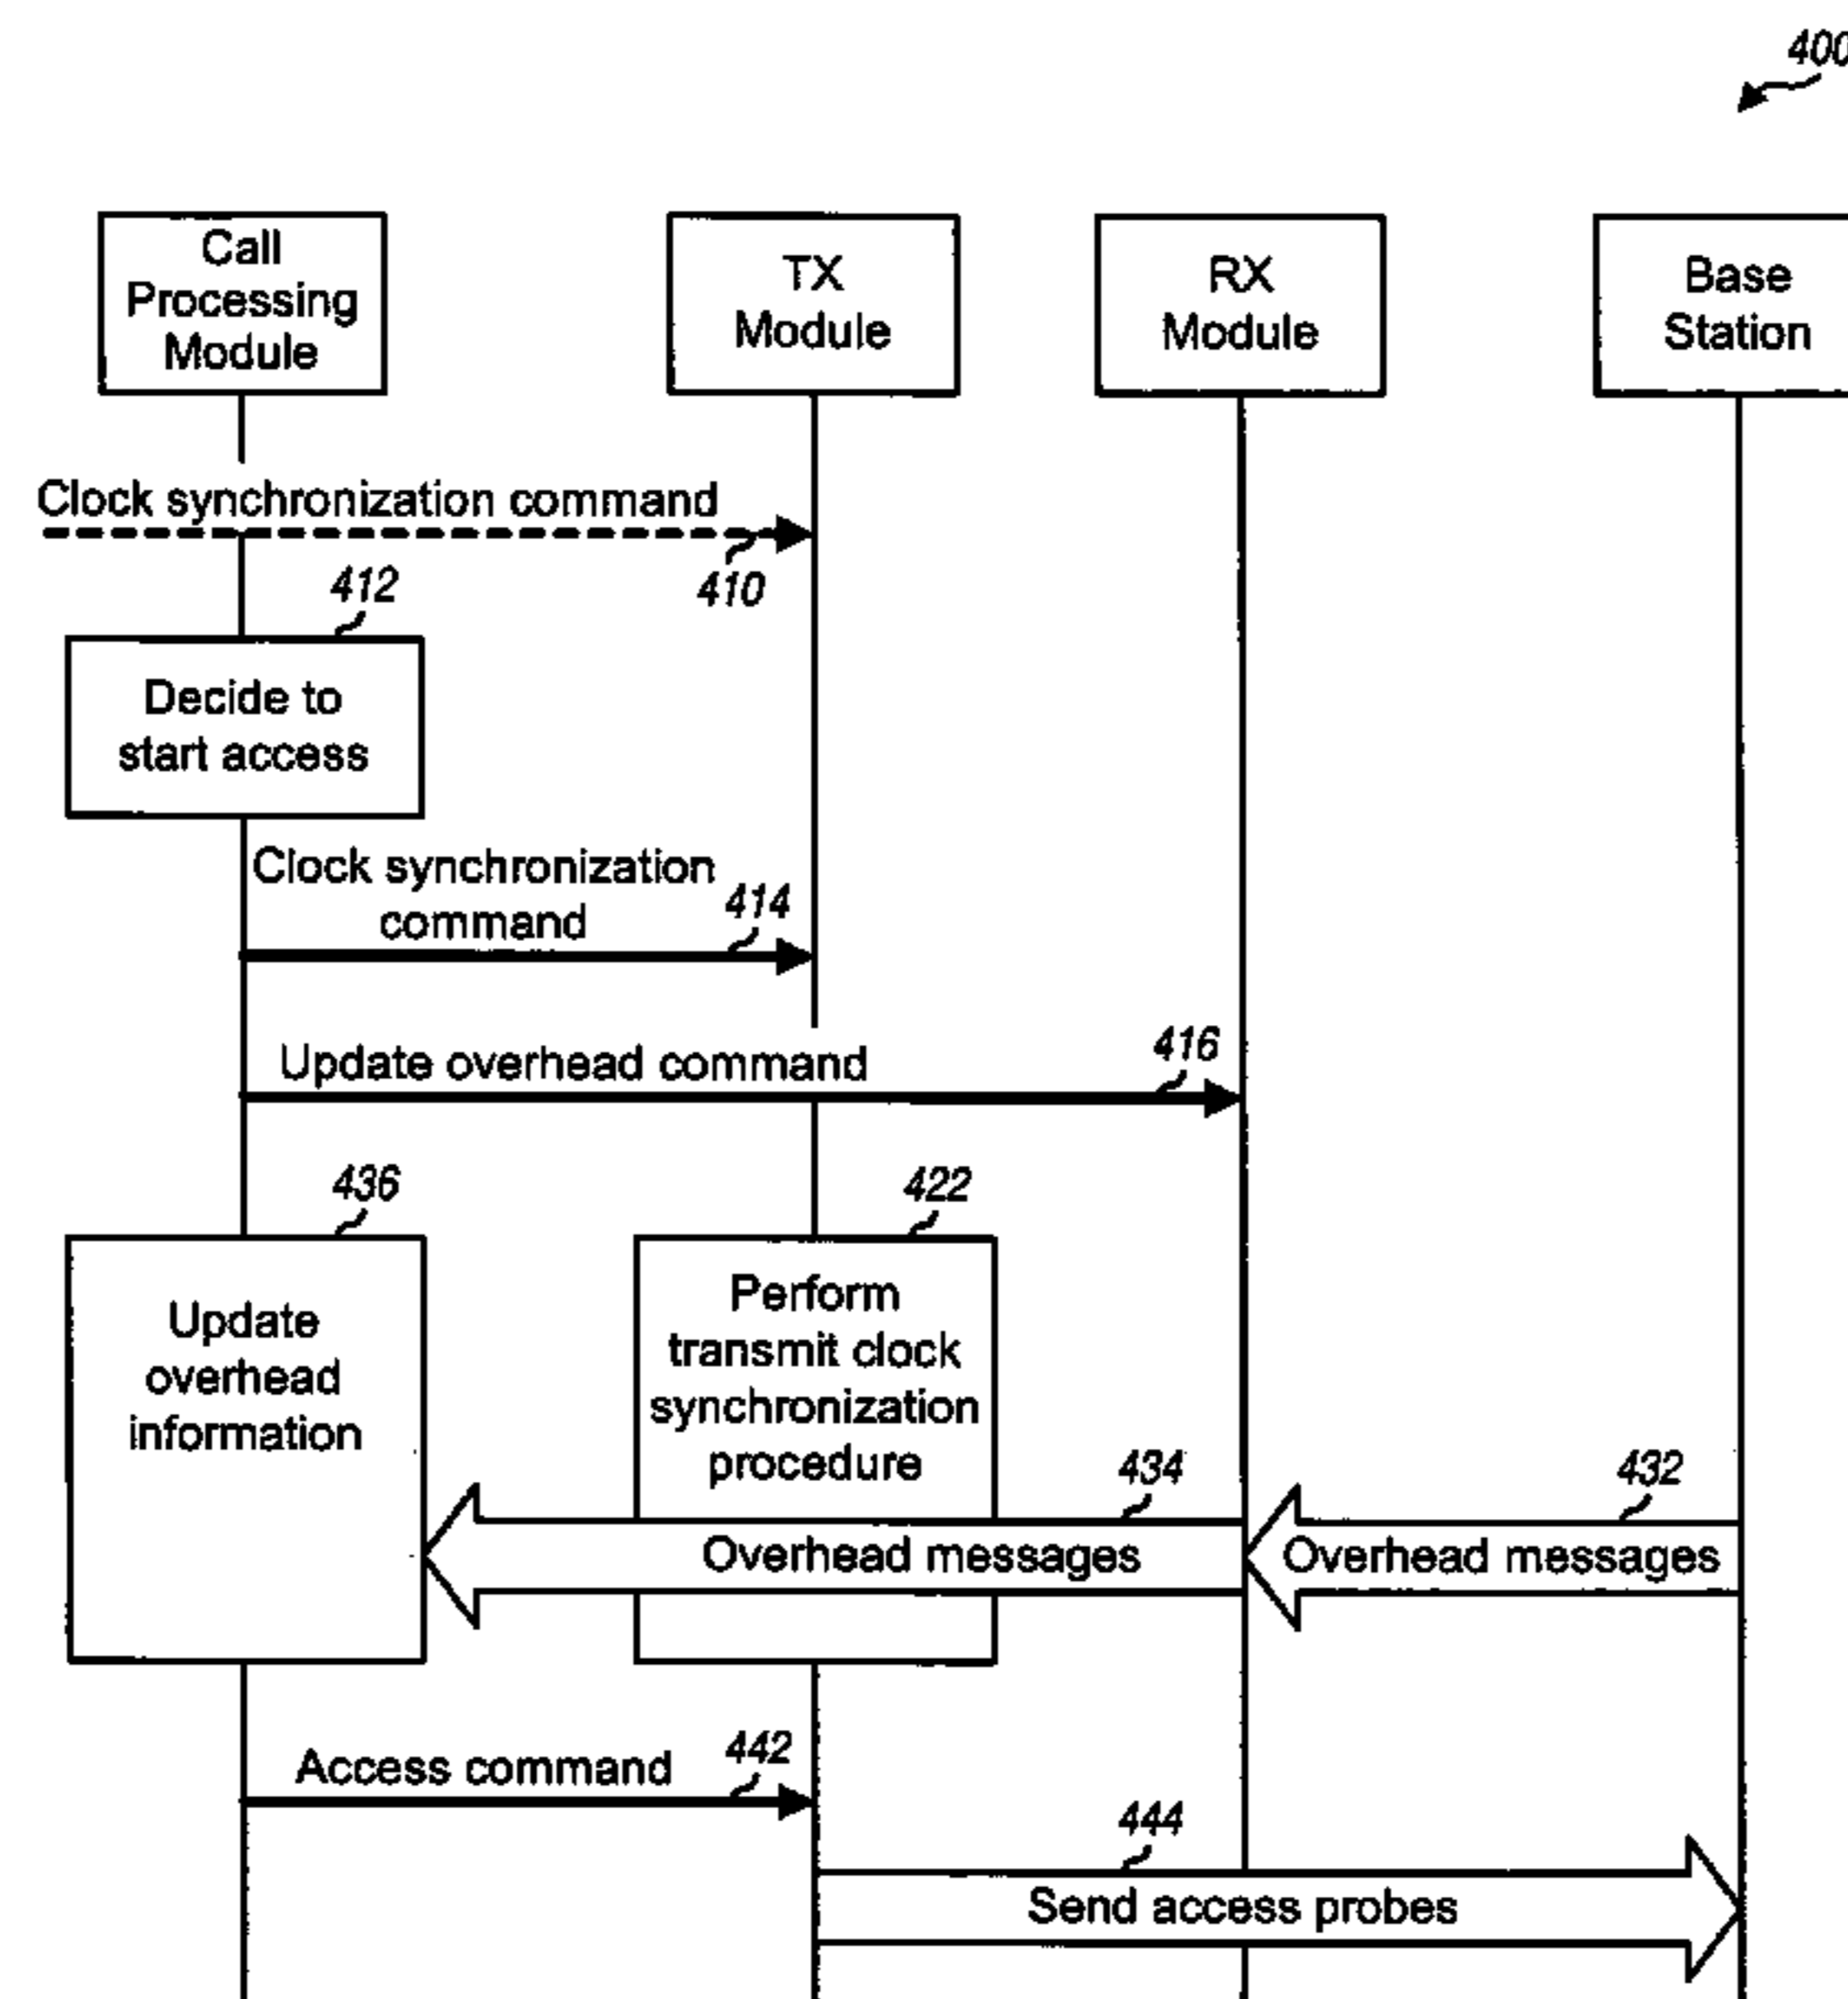 400
Call
Processing
Module
TX
Module
RX
Module
Base
Station
Clock synchronization command
410
412
Decide to
start access
Clock synchronization
command
414
Update overhead command
416
436
Update
overhead
information
422
Perform
transmit clock
synchronization
procedure
434
Overhead messages
432
Overhead messages
Access command
442
444
Send access probes